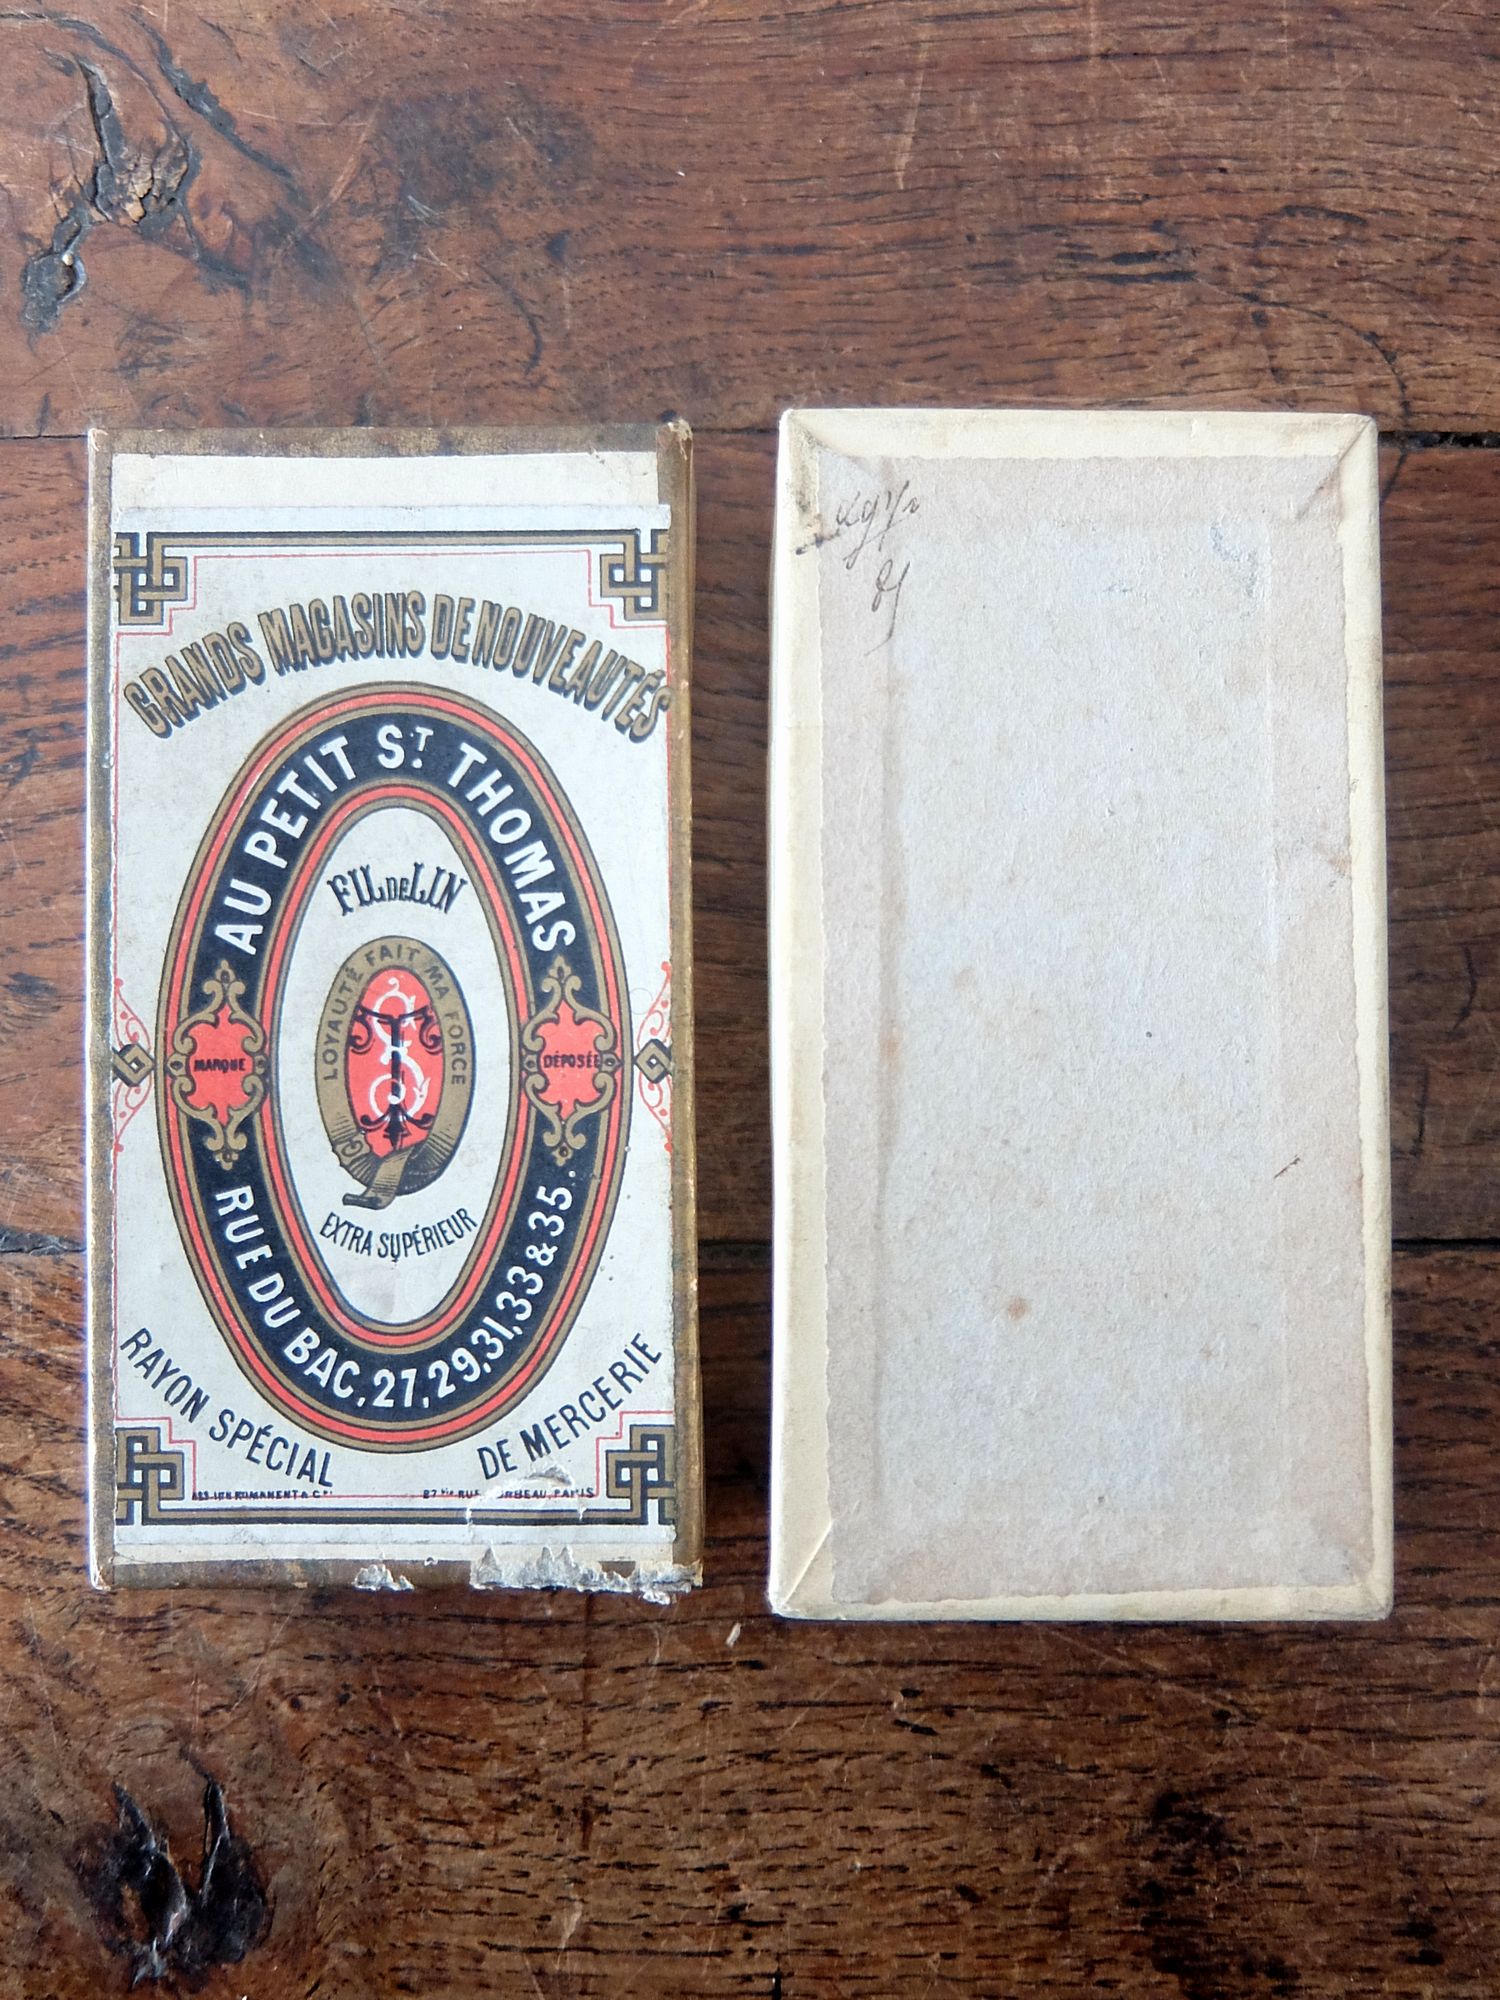 GRANDS MAGASINS DE NOUVEAUTÉS
AU PETIT ST. THOMAS
FIL DE LIN
LOYAUTÉ FAIT MA FORCE
MARQUE DÉPOSÉE
EXTRA SUPÉRIEUR
RUE DU BAC, 27, 29, 31, 33 & 35.
RAYON SPÉCIAL DE MERCERIE
RUE PARIS